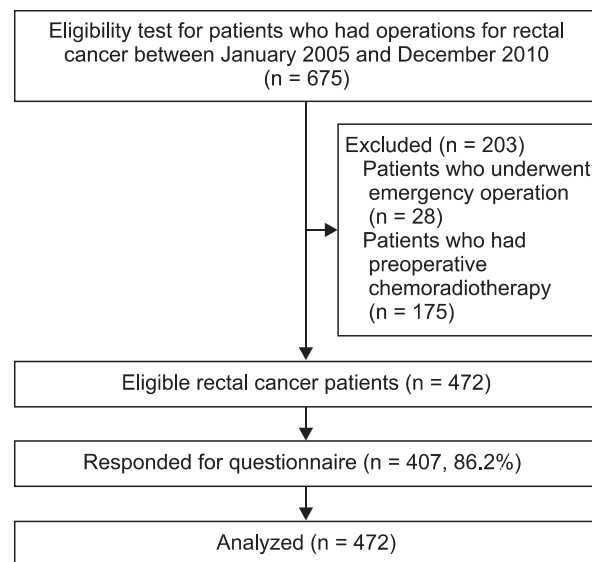 Eligibility test for patients who had operations for rectal
cancer between January 2005 and December 2010
(n = 675)
Excluded (n = 203)
Patients who underwent
emergency operation
(n = 28)
Patients who had
preoperative
chemoradiotherapy
(n = 175)
Eligible rectal cancer patients (n = 472)
Responded for questionnaire (n = 407, 86.2%)
Analyzed (n = 472)